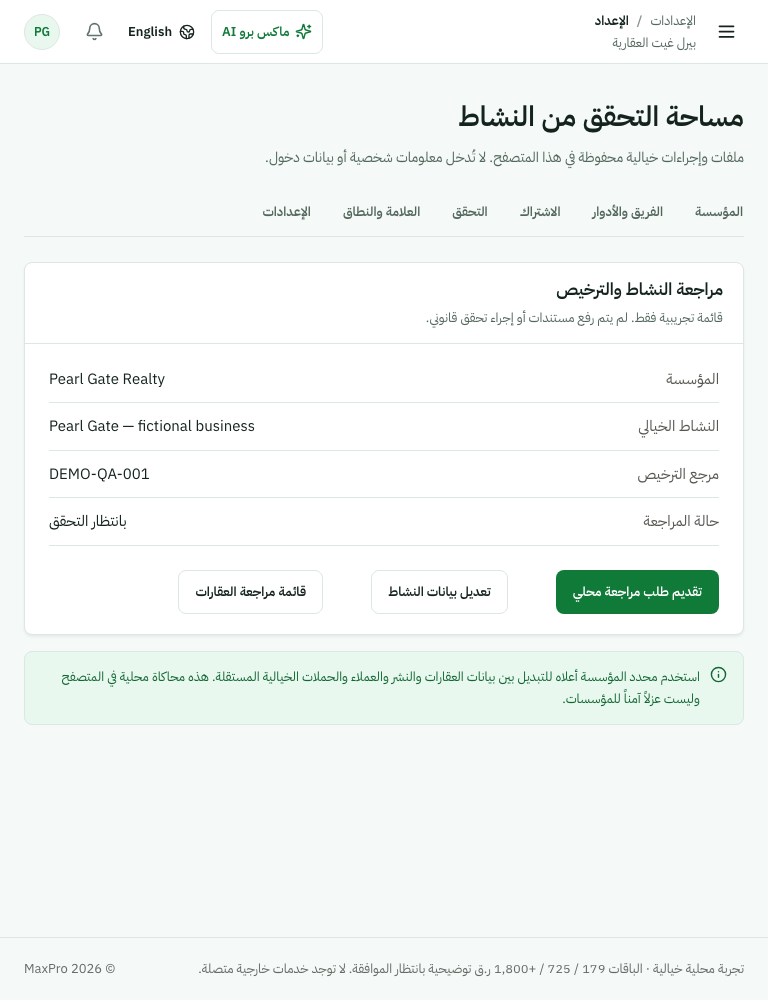 الإعدادات / الإعداد
بيرل غيت العقارية
ماكس برو AI
English
PG
مساحة التحقق من النشاط
ملفات وإجراءات خيالية محفوظة في هذا المتصفح. لا تُدخل معلومات شخصية أو بيانات دخول.
المؤسسة
الفريق والأدوار
الاشتراك
التحقق
العلامة والنطاق
الإعدادات
مراجعة النشاط والترخيص
قائمة تجريبية فقط. لم يتم رفع مستندات أو إجراء تحقق قانوني.
المؤسسة Pearl Gate Realty
النشاط الخيالي Pearl Gate — fictional business
مرجع الترخيص DEMO-QA-001
حالة المراجعة بانتظار التحقق
تقديم طلب مراجعة محلي
تعديل بيانات النشاط
قائمة مراجعة العقارات
استخدم محدد المؤسسة أعلاه للتبديل بين بيانات العقارات والنشر والعملاء والحملات الخيالية المستقلة. هذه محاكاة محلية في المتصفح
وليست عزلاً آمناً للمؤسسات.
تجربة محلية خيالية · الباقات 179 / 725 / +1,800 ر.ق توضيحية بانتظار الموافقة. لا توجد خدمات خارجية متصلة.
© 2026 MaxPro